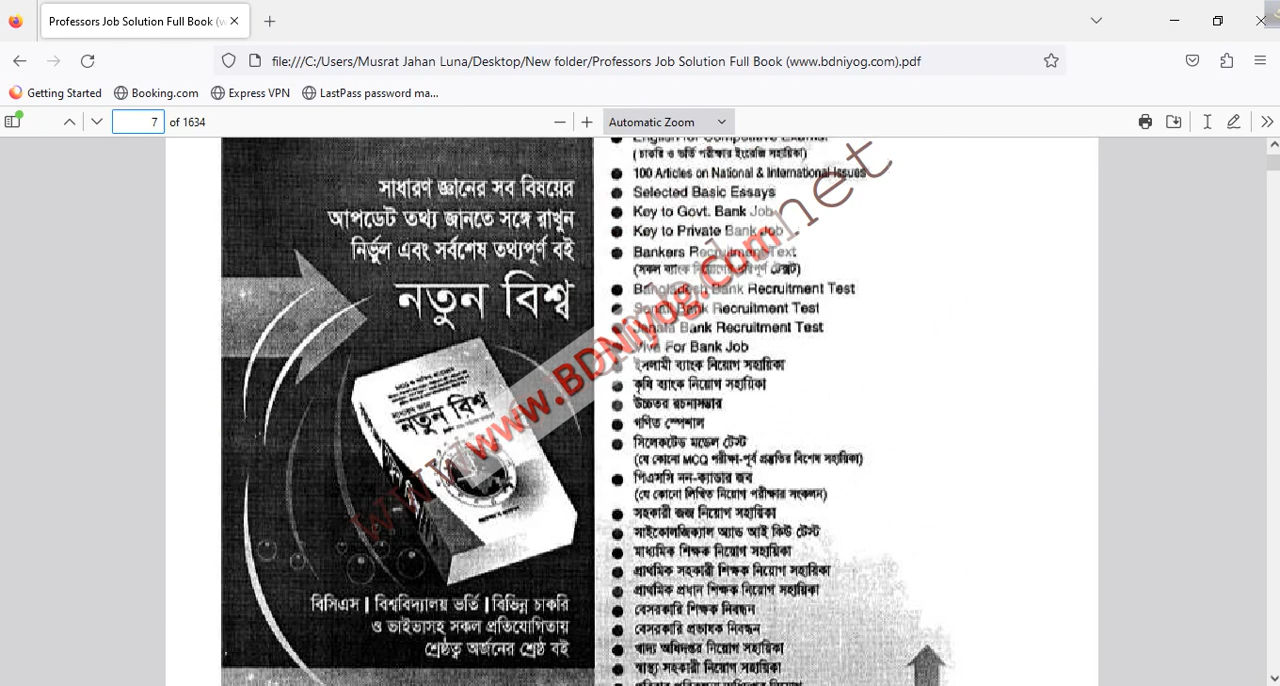 Professors Job Solution Full Book (w
file:///C:/Users/Musrat Jahan Luna/Desktop/New folder/Professors Job Solution Full Book (www.bdniyog.com).pdf
Getting Started
Booking.com
Express VPN
LastPass password ma...
7 of 1634
Automatic Zoom
সাধারণ জ্ঞানের সব বিষয়ের
আপডেট তথ্য জানতে সঙ্গে রাখুন
নির্ভুল এবং সর্বশেষ তথ্যপূর্ণ বই
নতুন বিশ্ব
নতুন বিশ্ব
বিসিএস | বিশ্ববিদ্যালয় ভর্তি | বিভিন্ন চাকরি
ও ভাইভাসহ সকল প্রতিযোগিতায়
শ্রেষ্ঠত্ব অর্জনের শ্রেষ্ঠ বই
English for Competitive Exams
(চাকরি ও ভর্তি পরীক্ষার ইংরেজি সহায়িকা)
100 Articles on National & International Issues
Selected Basic Essays
Key to Govt. Bank Job
Key to Private Bank Job
Bankers Recruitment Text
(সকল ব্যাংক নিয়োগের পরিপূর্ণ টেক্সট)
Bangladesh Bank Recruitment Test
Sonali Bank Recruitment Test
Janata Bank Recruitment Test
Viva For Bank Job
ইসলামী ব্যাংক নিয়োগ সহায়িকা
কৃষি ব্যাংক নিয়োগ সহায়িকা
উচ্চতর রচনাসম্ভার
গণিত স্পেশাল
সিলেকটেড মডেল টেস্ট
(যে কোনো MCQ পরীক্ষা-পূর্ব প্রস্তুতির বিশেষ সহায়িকা)
পিএসসি নন-ক্যাডার জব
(যে কোনো লিখিত নিয়োগ পরীক্ষার সংকলন)
সহকারী জজ নিয়োগ সহায়িকা
সাইকোলজিক্যাল অ্যান্ড আই কিউ টেস্ট
মাধ্যমিক শিক্ষক নিয়োগ সহায়িকা
প্রাথমিক সহকারী শিক্ষক নিয়োগ সহায়িকা
প্রাথমিক প্রধান শিক্ষক নিয়োগ সহায়িকা
বেসরকারি শিক্ষক নিবন্ধন
বেসরকারি প্রভাষক নিবন্ধন
খাদ্য অধিদপ্তর নিয়োগ সহায়িকা
স্বাস্থ্য সহকারী নিয়োগ সহায়িকা
www.BDNiyog.com